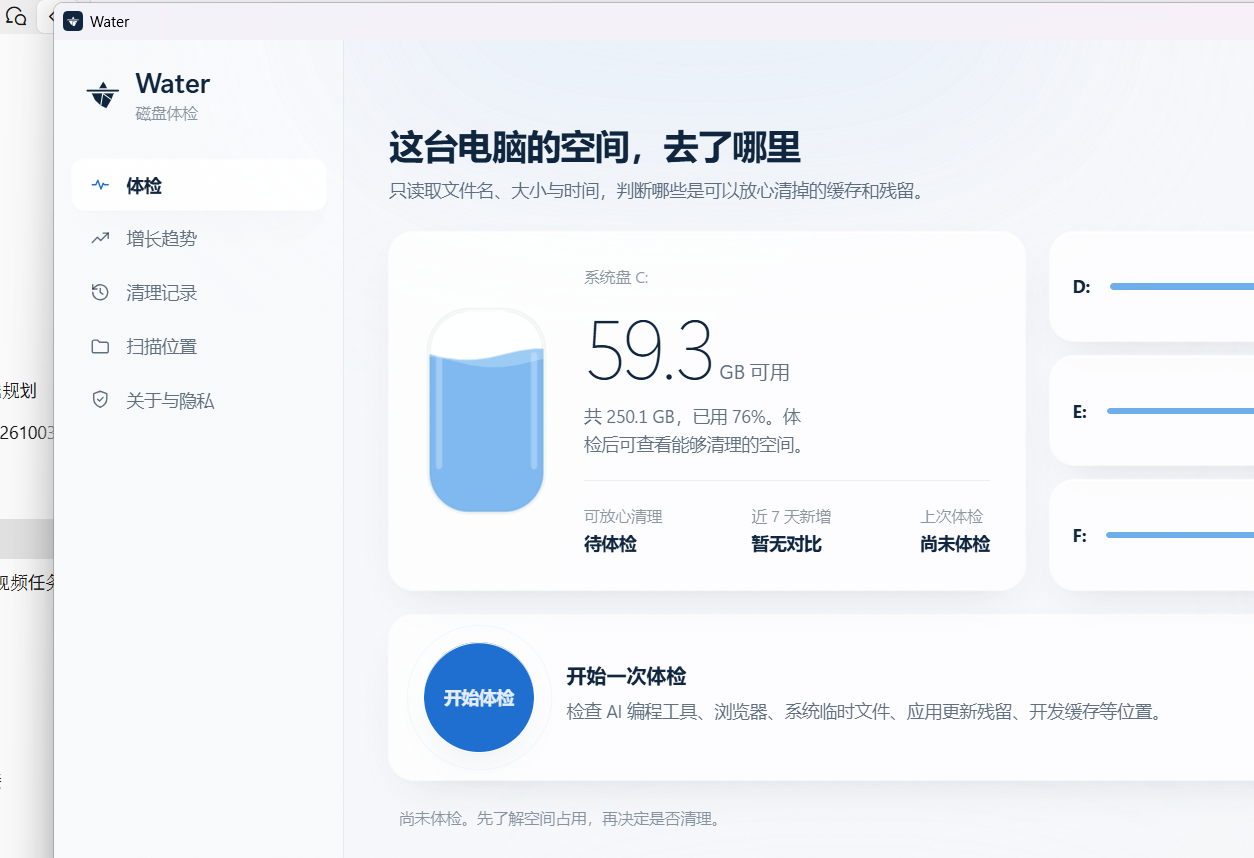 Water
Water
磁盘体检
体检
增长趋势
清理记录
扫描位置
关于与隐私
规划
261003
视频任务
这台电脑的空间，去了哪里
只读取文件名、大小与时间，判断哪些是可以放心清掉的缓存和残留。
系统盘 C:
59.3 GB 可用
共 250.1 GB，已用 76%。体
检后可查看能够清理的空间。
可放心清理
待体检
近 7 天新增
暂无对比
上次体检
尚未体检
D:
E:
F:
开始体检
开始一次体检
检查 AI 编程工具、浏览器、系统临时文件、应用更新残留、开发缓存等位置。
尚未体检。先了解空间占用，再决定是否清理。